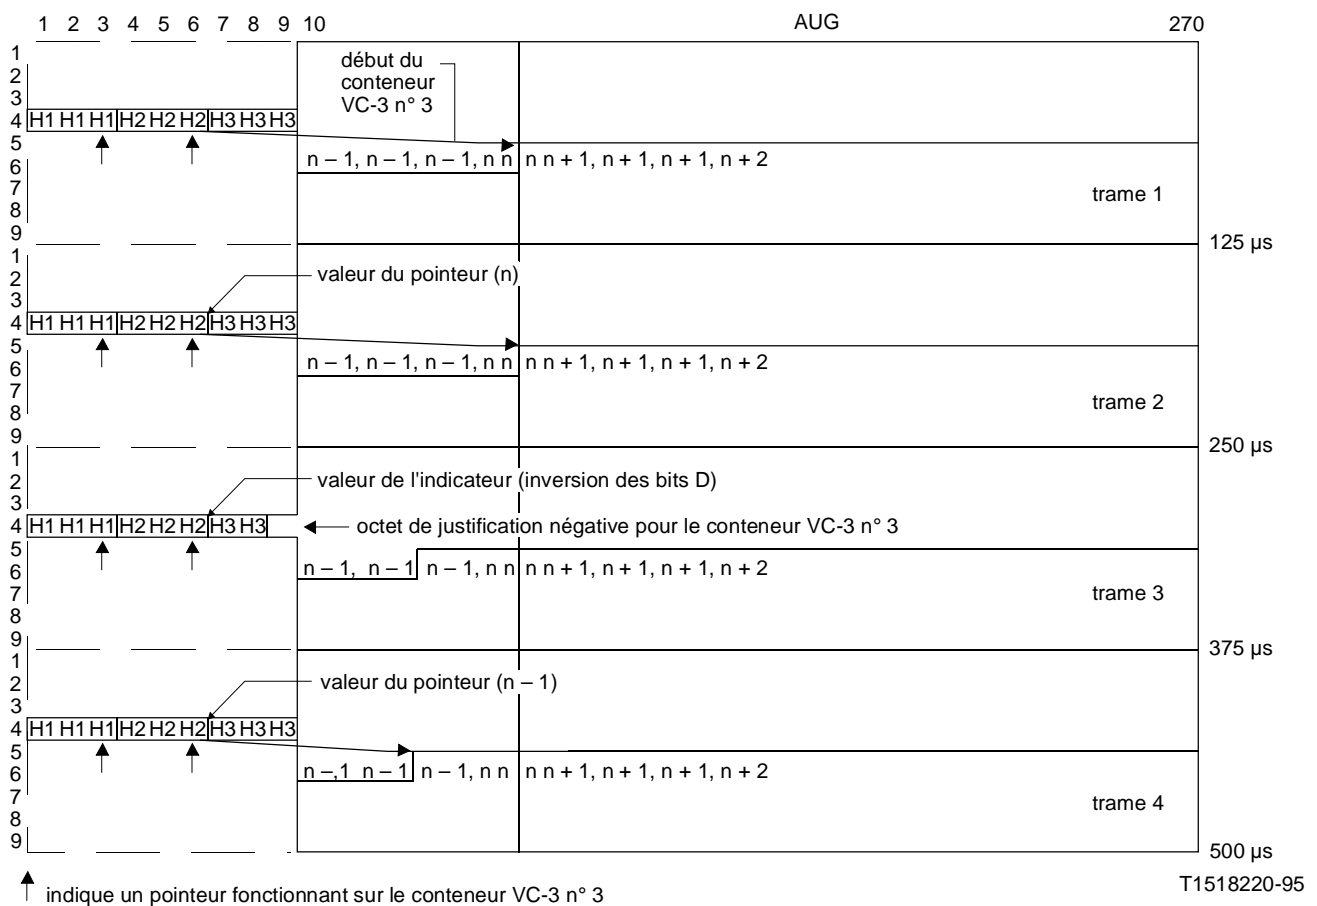 1 2 3 4 5 6 7 8 9 10 AUG 270
1
2
3
4 H1 H1 H1 H2 H2 H2 H3 H3 H3
5
6
7
8
9
début du
conteneur
VC-3 n° 3
n – 1, n – 1, n – 1, n n n n + 1, n + 1, n + 1, n + 2
trame 1
125 µs
1
2
3
4 H1 H1 H1 H2 H2 H2 H3 H3 H3
5
6
7
8
9
valeur du pointeur (n)
n – 1, n – 1, n – 1, n n n n + 1, n + 1, n + 1, n + 2
trame 2
250 µs
1
2
3
4 H1 H1 H1 H2 H2 H2 H3 H3
5
6
7
8
9
valeur de l'indicateur (inversion des bits D)
octet de justification négative pour le conteneur VC-3 n° 3
n – 1, n – 1 n – 1, n n n n + 1, n + 1, n + 1, n + 2
trame 3
375 µs
1
2
3
4 H1 H1 H1 H2 H2 H2 H3 H3 H3
5
6
7
8
9
valeur du pointeur (n – 1)
n –,1 n – 1 n – 1, n n n n + 1, n + 1, n + 1, n + 2
trame 4
500 µs
T1518220-95
indique un pointeur fonctionnant sur le conteneur VC-3 n° 3